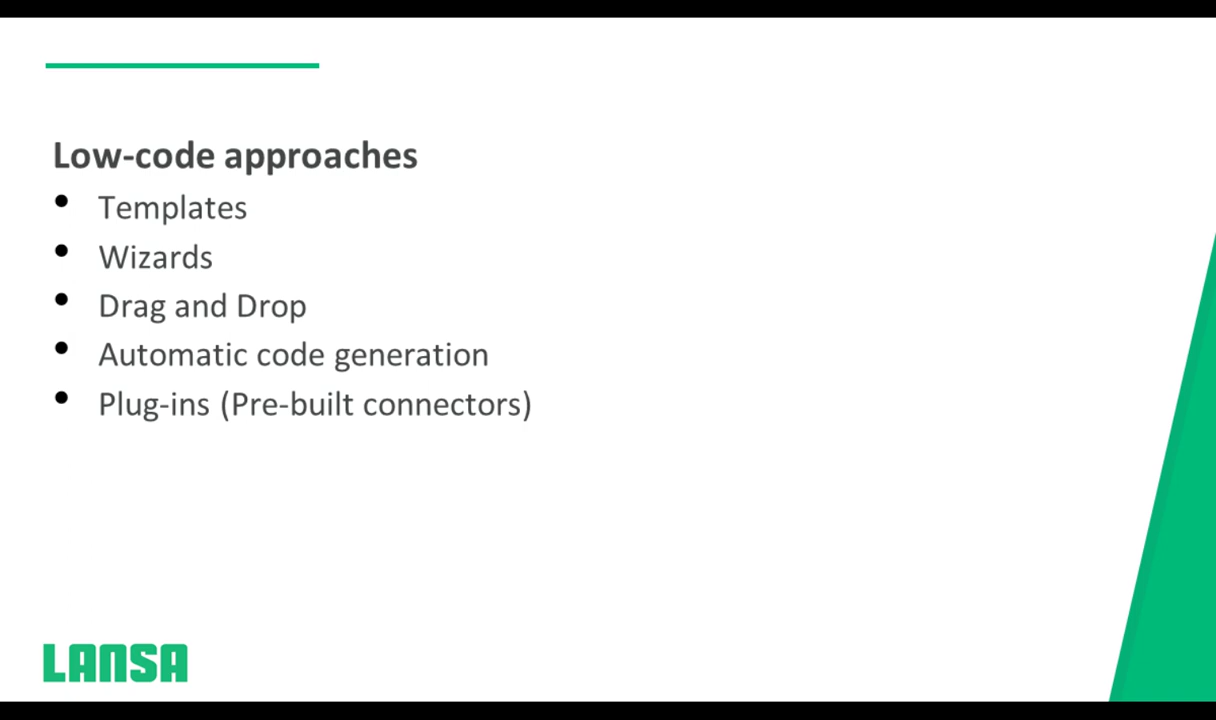 Low-code approaches
• Templates
• Wizards
• Drag and Drop
• Automatic code generation
• Plug-ins (Pre-built connectors)
LANSA